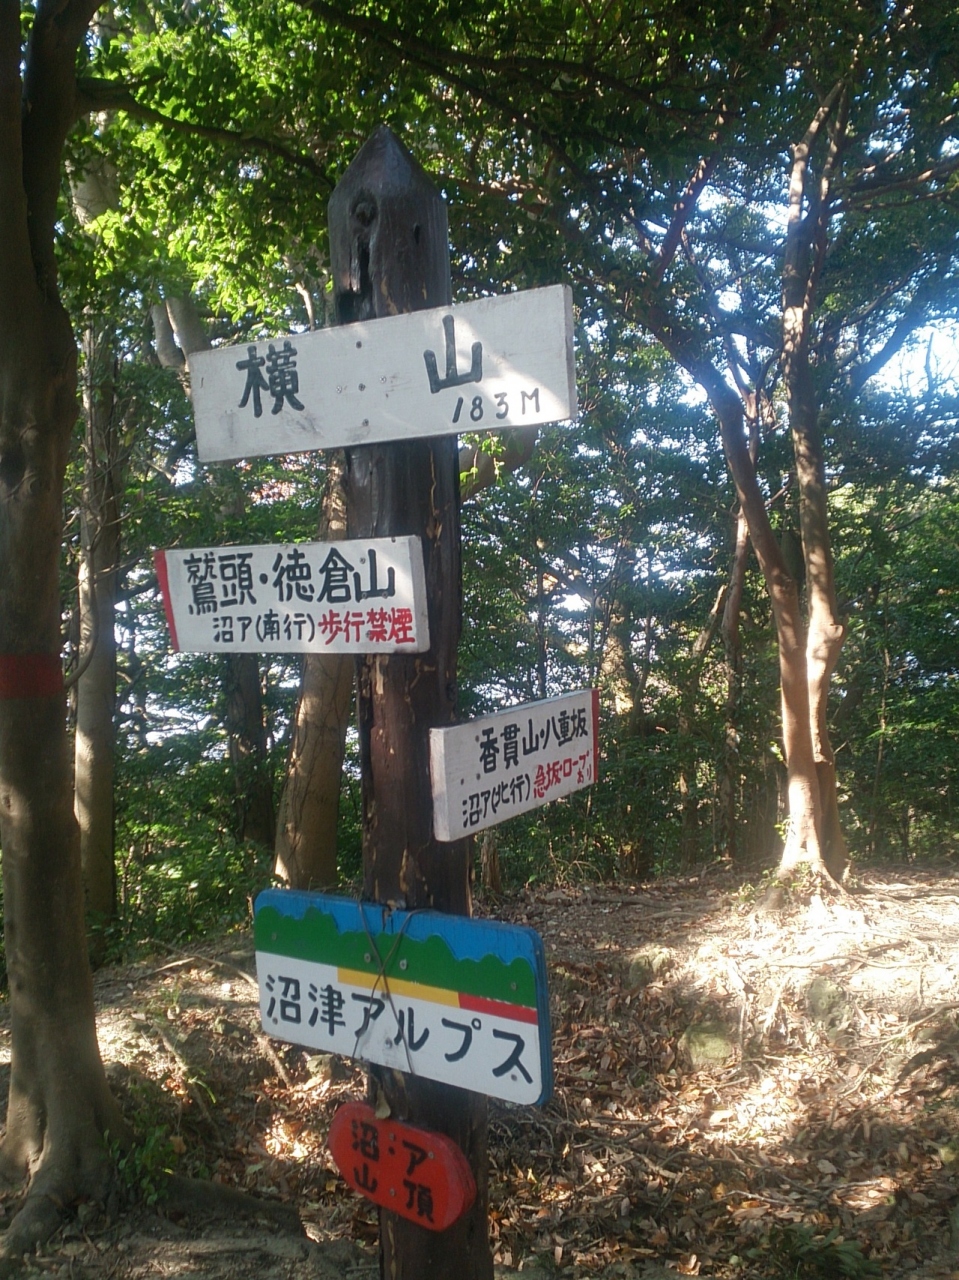 横山
183M
鷲頭・徳倉山
沼ア(南行)歩行禁煙
香貫山・八重坂
沼ア(北行)急坂・ロープあり
沼津アルプス
沼ア
山頂